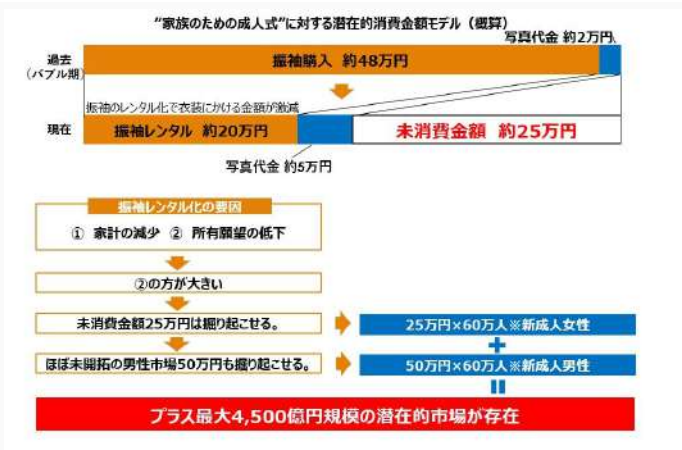 “家族のための成人式”に対する潜在的消費金額モデル（概算）
写真代金 約2万円
過去
（バブル期）
振袖購入 約48万円
振袖のレンタル化で衣装にかける金額が激減
現在
振袖レンタル 約20万円
未消費金額 約25万円
写真代金 約5万円
振袖レンタル化の要因
① 家計の減少 ② 所有願望の低下
②の方が大きい
未消費金額25万円は掘り起こせる。
25万円×60万人※新成人女性
＋
ほぼ未開拓の男性市場50万円も掘り起こせる。
50万円×60万人※新成人男性
＝
プラス最大4,500億円規模の潜在的市場が存在